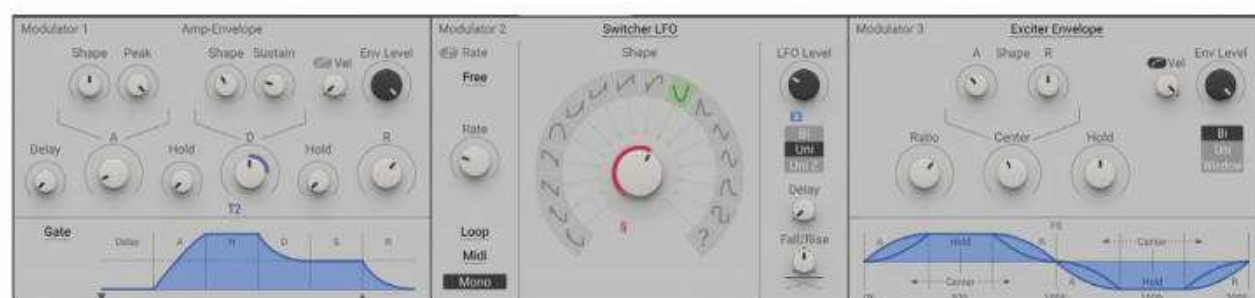 Modulator 1
Amp-Envelope
Shape
Peak
Shape
Sustain
Vel
Env Level
A
D
R
Delay
Hold
Hold
T2
Gate
Delay
A
H
D
S
R
Modulator 2
Switcher LFO
Rate
Free
Rate
Loop
Midi
Mono
Shape
?
S
LFO Level
Bi
Uni
Uni 2
Delay
Fall/Rise
Modulator 3
Exciter Envelope
A
Shape
R
Vel
Env Level
Ratio
Center
Hold
Bi
Uni
Window
A
Hold
R
Center
Center
A
Hold
R